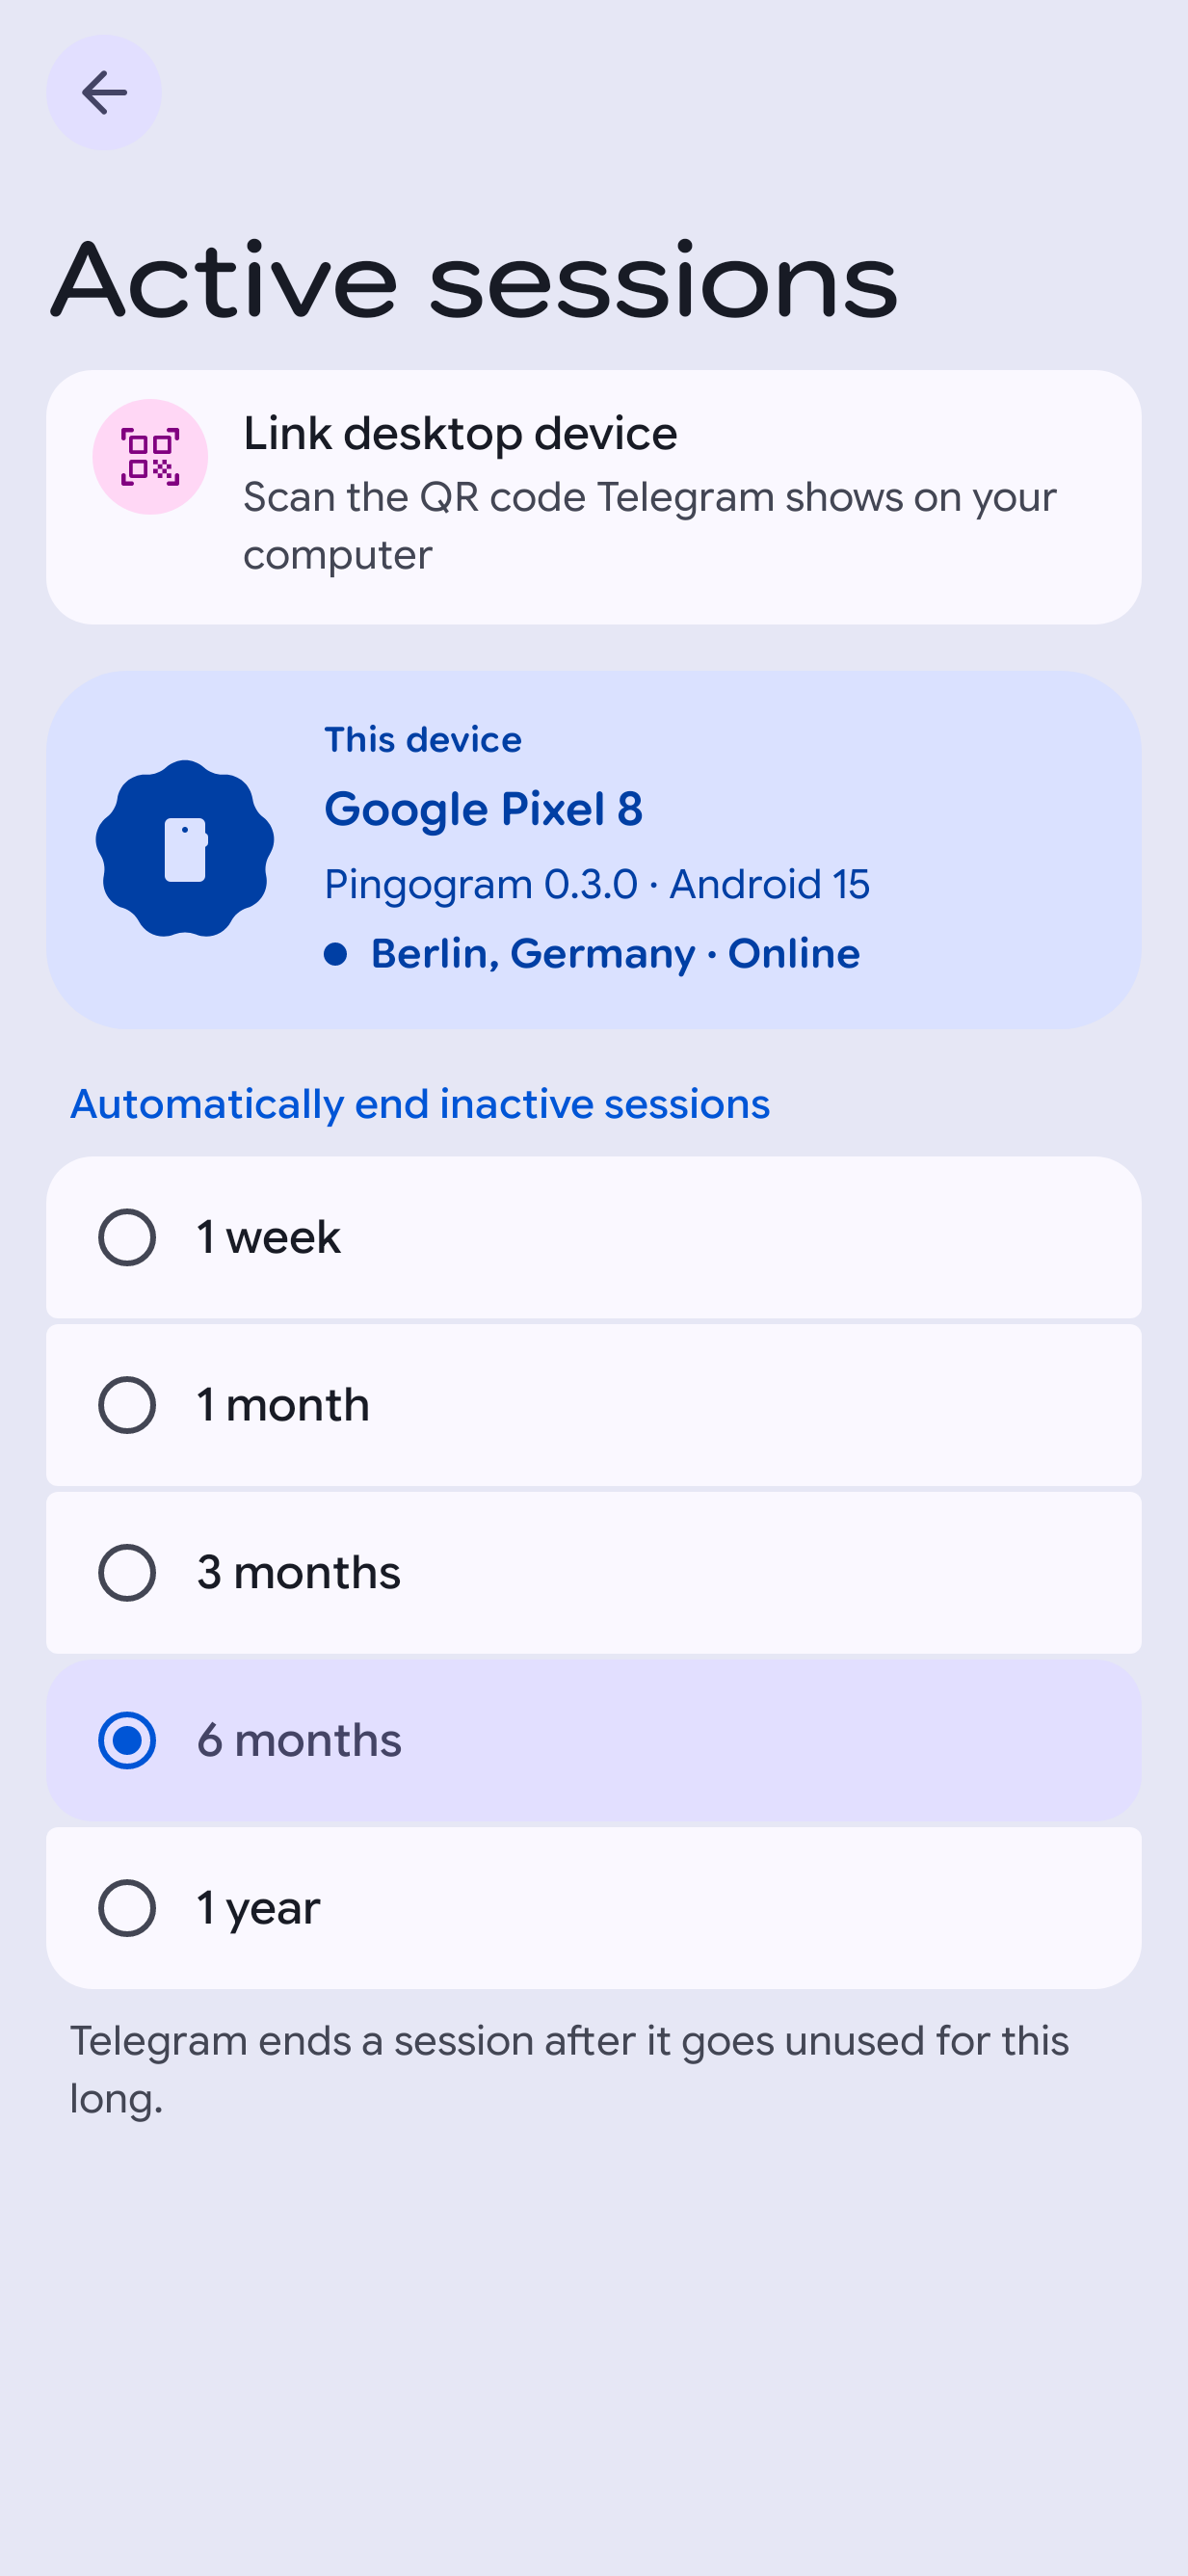 Active sessions
Link desktop device
Scan the QR code Telegram shows on your
computer
This device
Google Pixel 8
Pingogram 0.3.0 · Android 15
Berlin, Germany · Online
Automatically end inactive sessions
1 week
1 month
3 months
6 months
1 year
Telegram ends a session after it goes unused for this
long.